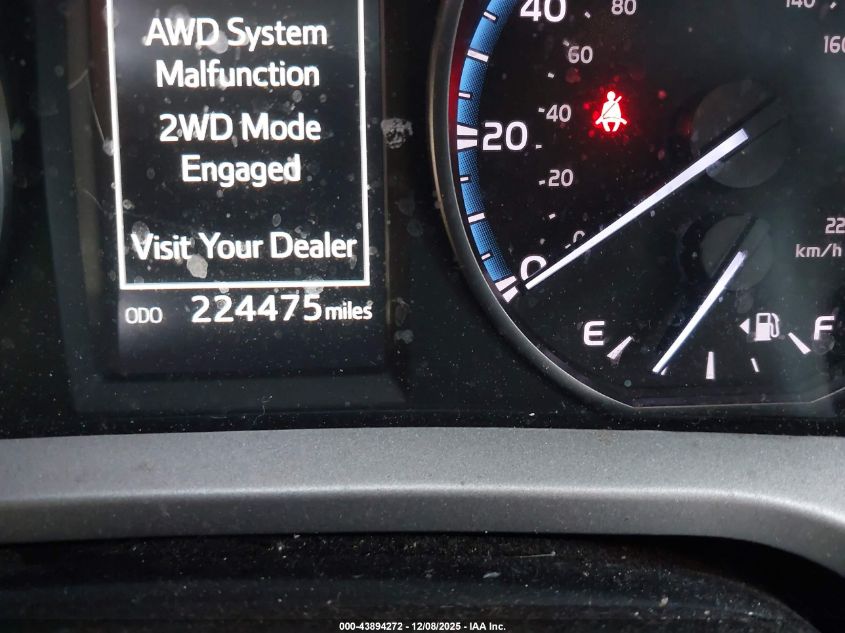 AWD System
Malfunction
2WD Mode
Engaged
Visit Your Dealer
ODO 224475 miles
40
20
0
80
60
40
20
0
140
160
km/h
E
F
000-43894272 - 12/08/2025 - IAA Inc.